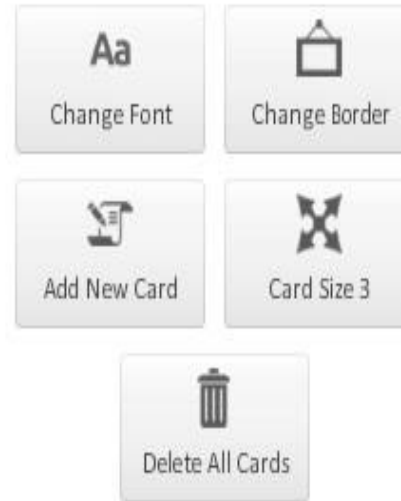 Aa
Change Font
Change Border
Add New Card
Card Size 3
Delete All Cards